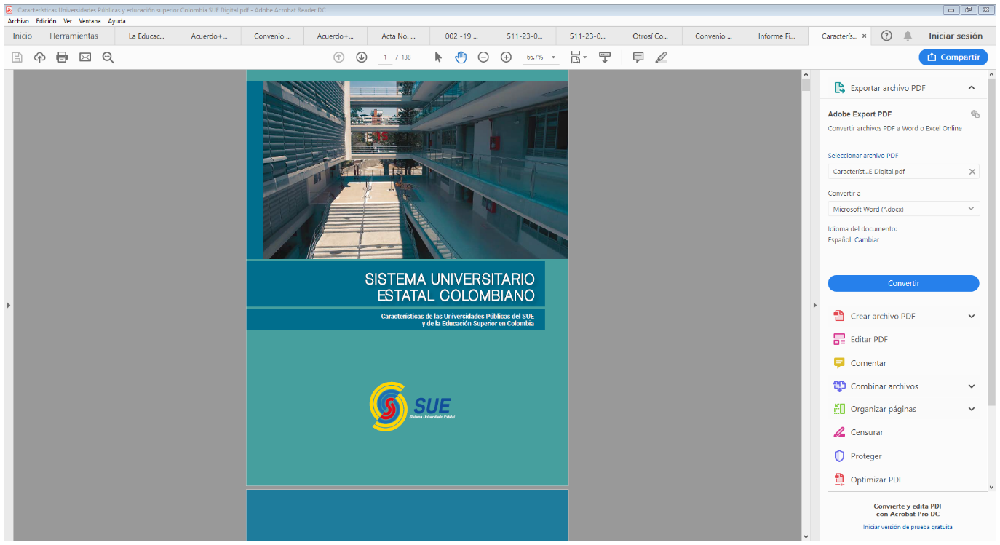 Características Universidades Públicas y educación superior Colombia SUE Digital.pdf - Adobe Acrobat Reader DC
Archivo Edición Ver Ventana Ayuda
Inicio Herramientas La Educac... Acuerdo+... Convenio ... Acuerdo+... Acta No. ... 002 -19 ... 511-23-0... 511-23-0... Otrosí Co... Convenio ... Informe Fi... Caracterís... × Iniciar sesión
1 / 138 66.7% Compartir
Exportar archivo PDF
Adobe Export PDF
Convertir archivos PDF a Word o Excel Online
Seleccionar archivo PDF
Característ...E Digital.pdf
Convertir a
Microsoft Word (*.docx)
Idioma del documento:
Español Cambiar
Convertir
Crear archivo PDF
Editar PDF
Comentar
Combinar archivos
Organizar páginas
Censurar
Proteger
Optimizar PDF
Convierte y edita PDF
con Acrobat Pro DC
Iniciar versión de prueba gratuita
SISTEMA UNIVERSITARIO
ESTATAL COLOMBIANO
Características de las Universidades Públicas del SUE
y de la Educación Superior en Colombia
SUE
Sistema Universitario Estatal